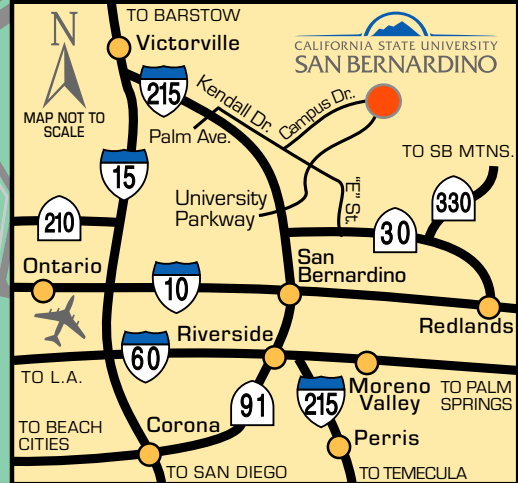 TO BARSTOW
N
Victorville
CALIFORNIA STATE UNIVERSITY
SAN BERNARDINO
215
Kendall Dr.
Campus Dr..
MAP NOT TO
SCALE
Palm Ave.
TO SB MTNS.
15
"E" St.
330
University
Parkway
210
30
Ontario
San
Bernardino
10
Redlands
Riverside
60
TO L.A.
91
215
Moreno
Valley
TO PALM
SPRINGS
TO BEACH
CITIES
Corona
Perris
TO SAN DIEGO
TO TEMECULA